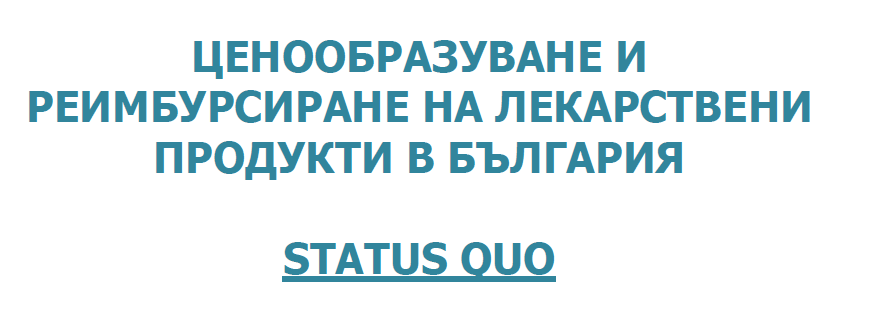 ЦЕНООБРАЗУВАНЕ И
РЕИМБУРСИРАНЕ НА ЛЕКАРСТВЕНИ
ПРОДУКТИ В БЪЛГАРИЯ
STATUS QUO